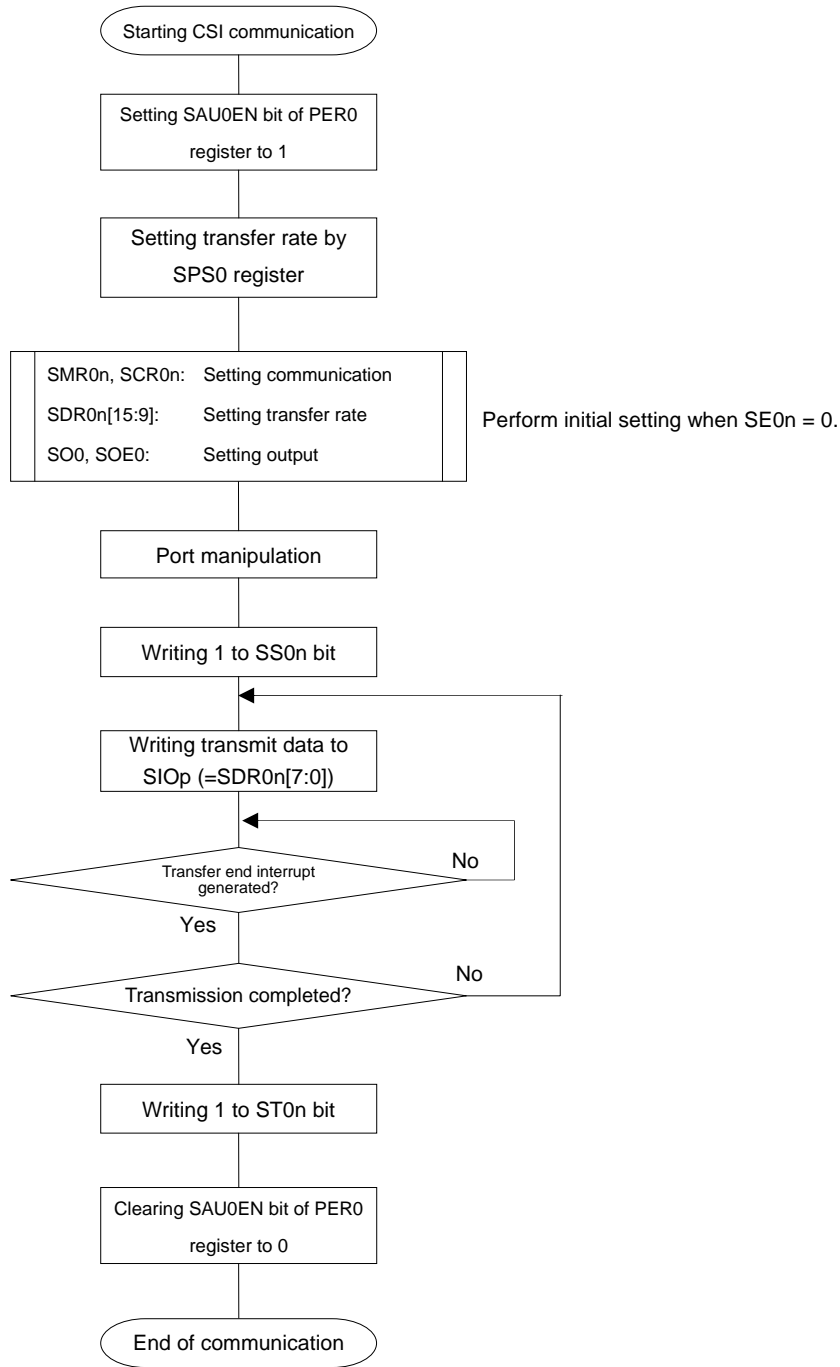 Starting CSI communication
Setting SAU0EN bit of PER0
register to 1
Setting transfer rate by
SPS0 register
SMR0n, SCR0n: Setting communication
SDR0n[15:9]: Setting transfer rate
SO0, SOE0: Setting output
Perform initial setting when SE0n = 0.
Port manipulation
Writing 1 to SS0n bit
Writing transmit data to
SIOp (=SDR0n[7:0])
Transfer end interrupt
generated?
No
Yes
Transmission completed?
No
Yes
Writing 1 to ST0n bit
Clearing SAU0EN bit of PER0
register to 0
End of communication